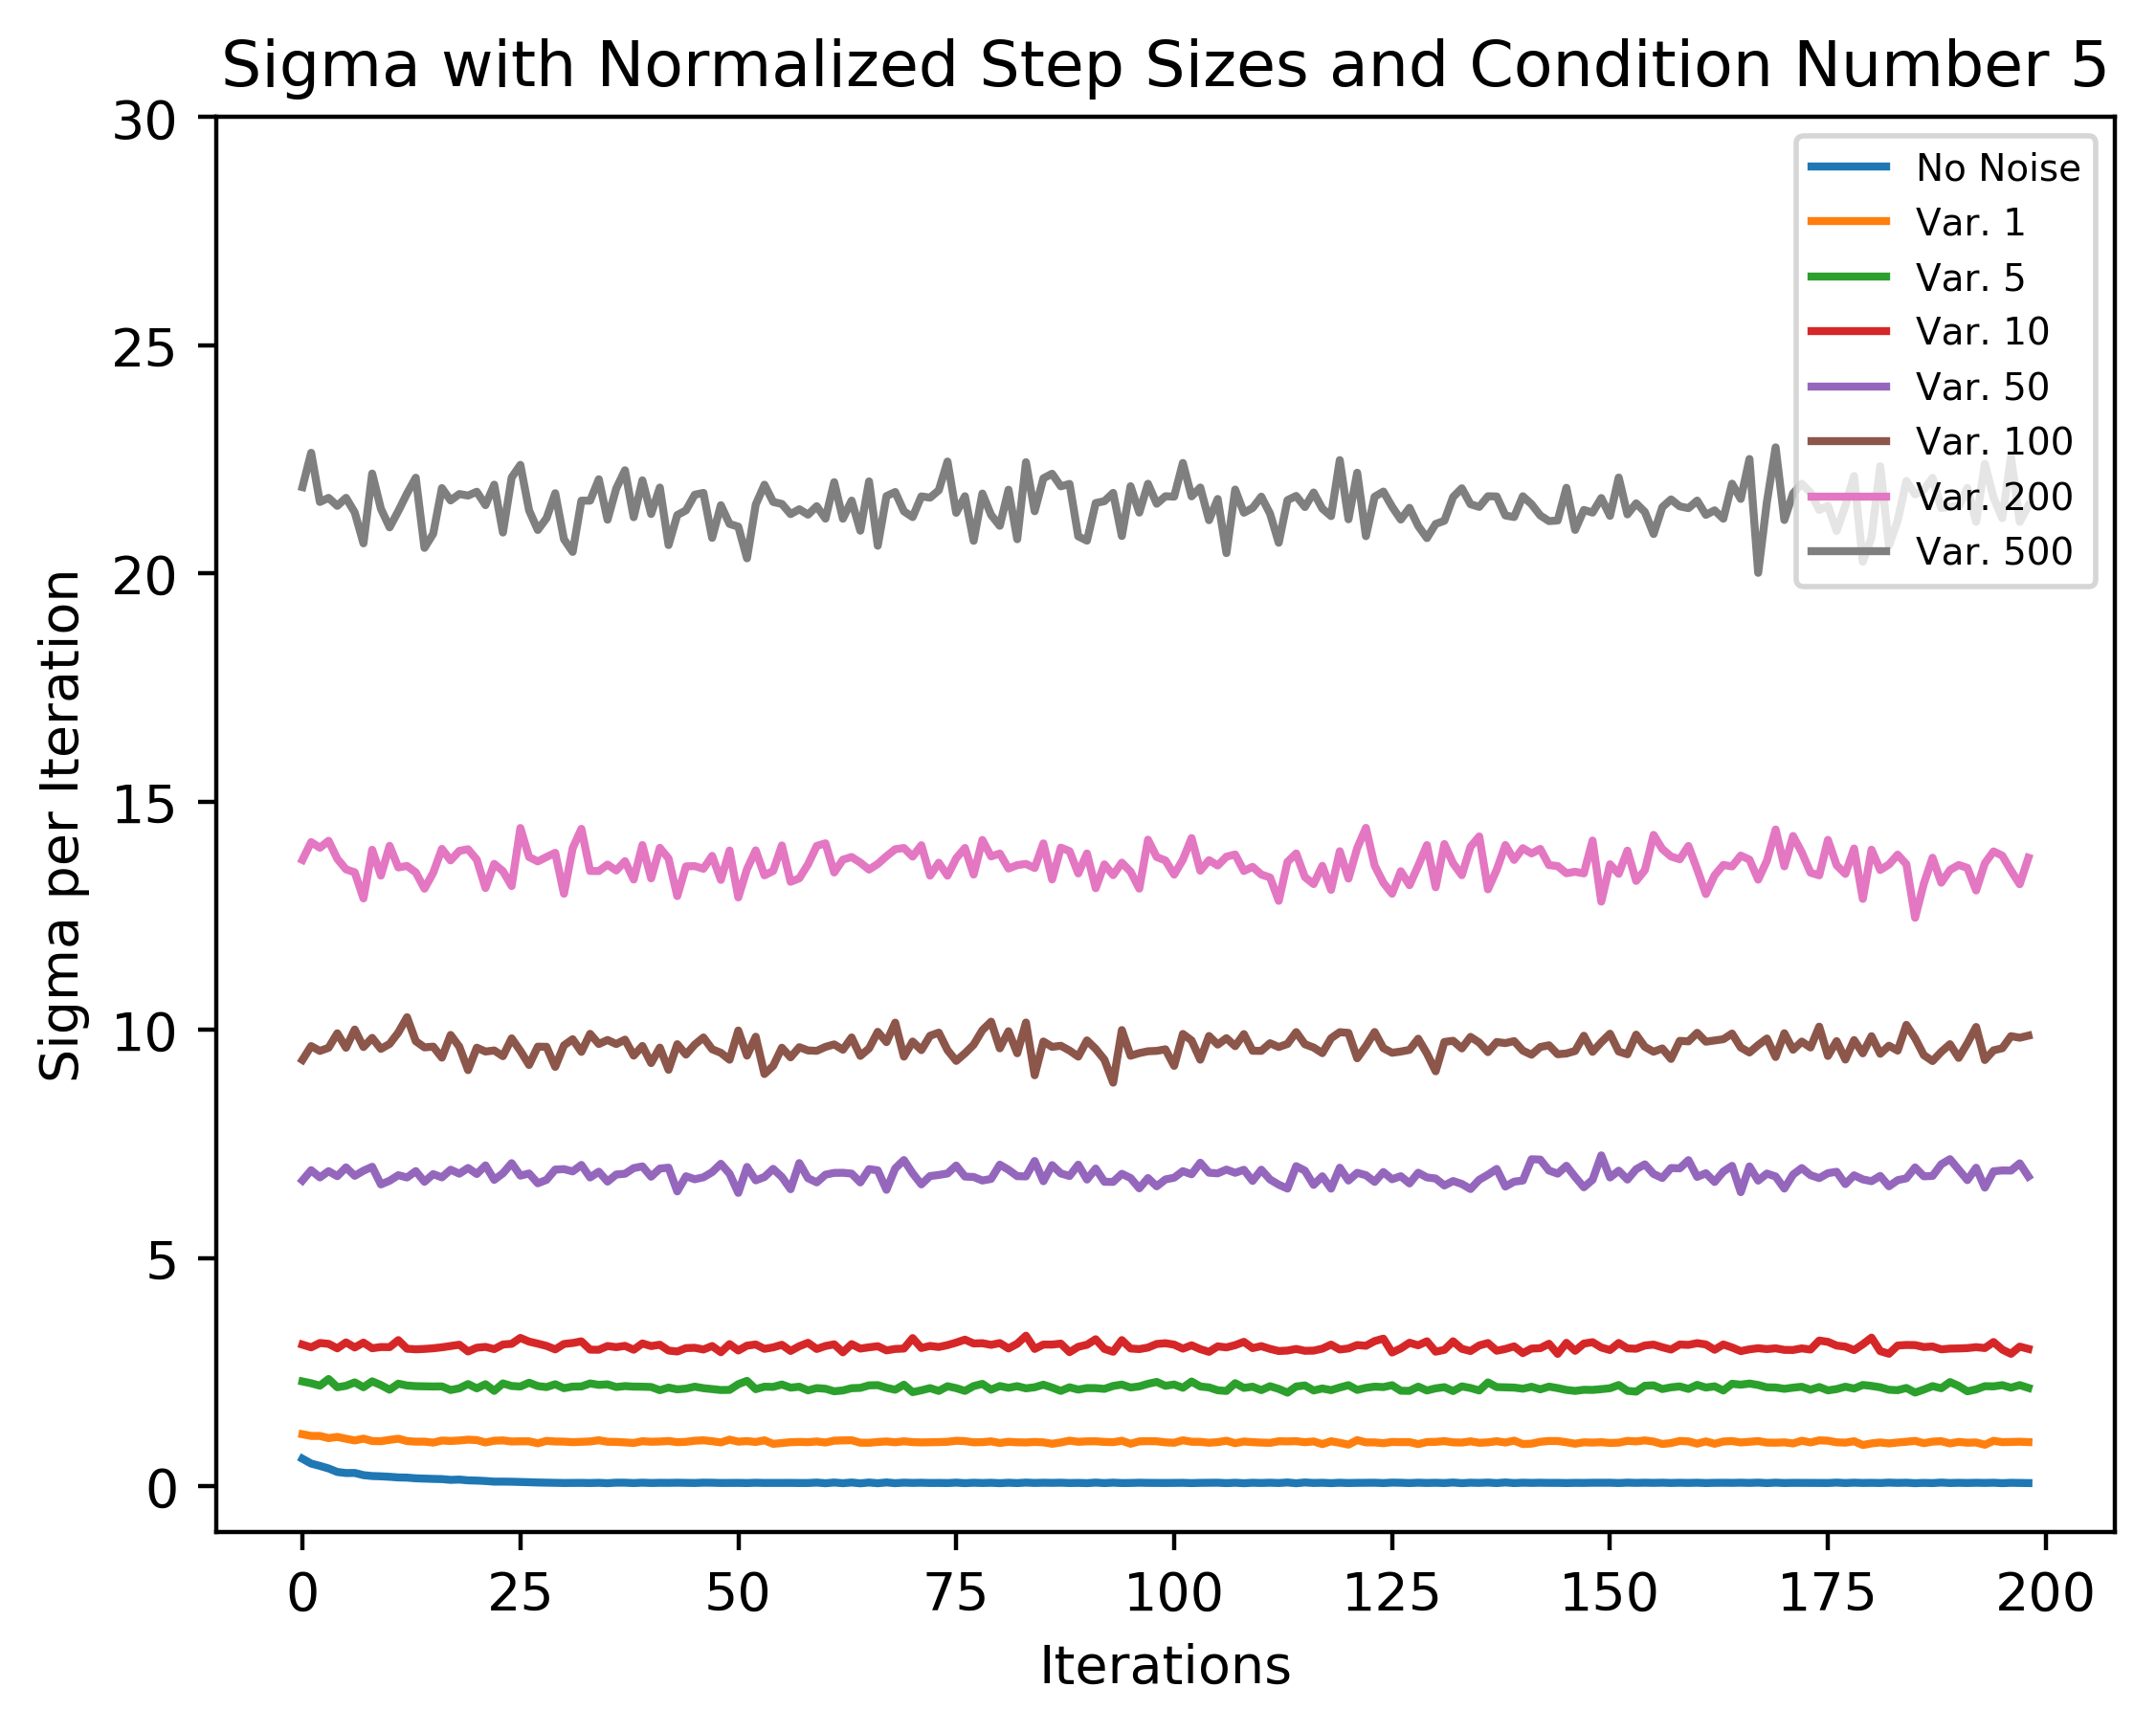 Sigma with Normalized Step Sizes and Condition Number 5
30
25
20
15
10
5
0
Sigma per Iteration
No Noise
Var. 1
Var. 5
Var. 10
Var. 50
Var. 100
Var. 200
Var. 500
0 25 50 75 100 125 150 175 200
Iterations